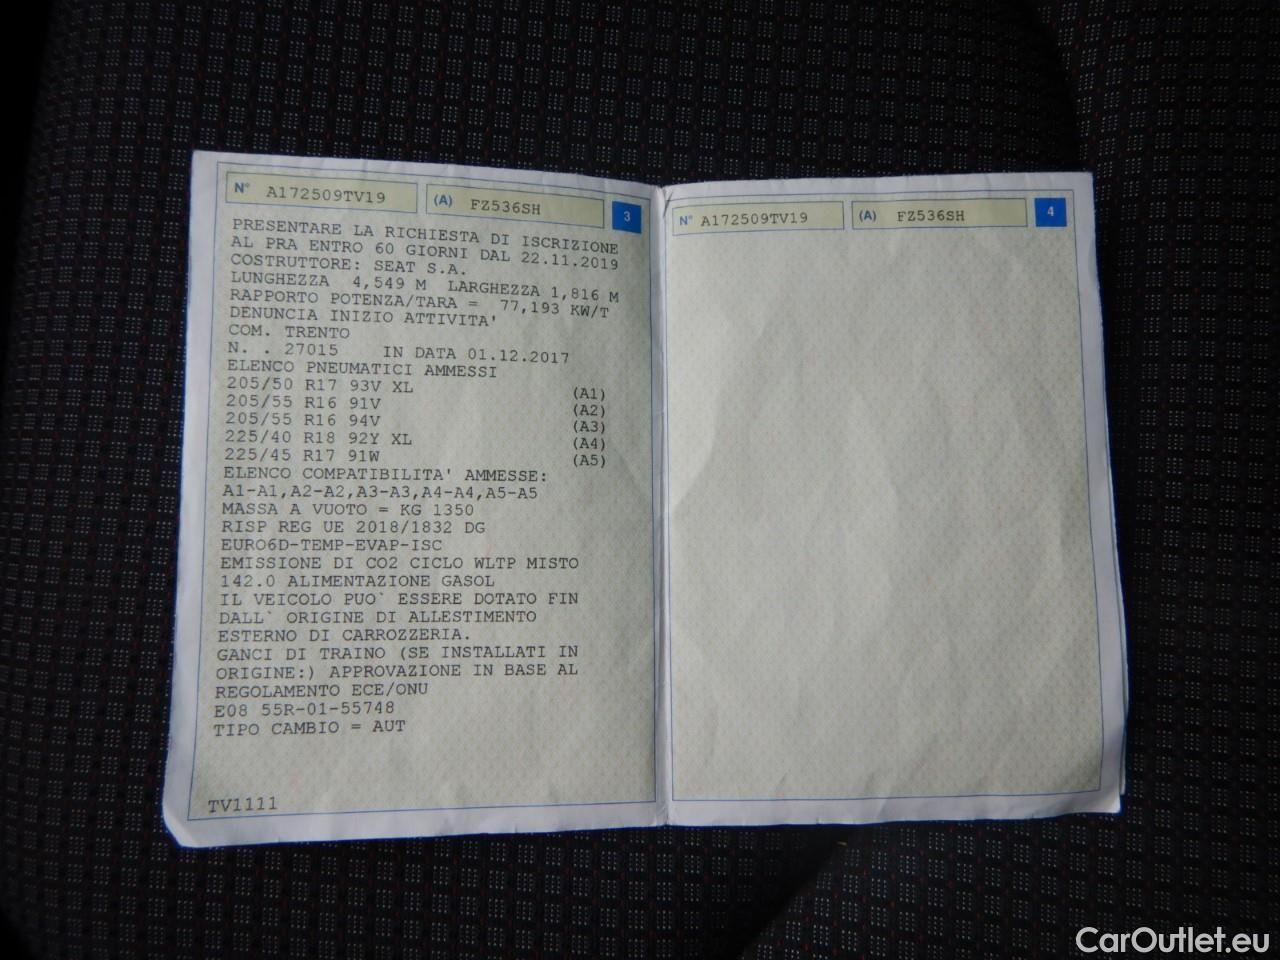 N° A172509TV19 (A) FZ536SH 3
PRESENTARE LA RICHIESTA DI ISCRIZIONE
AL PRA ENTRO 60 GIORNI DAL 22.11.2019
COSTRUTTORE: SEAT S.A.
LUNGHEZZA 4,549 M LARGHEZZA 1,816 M
RAPPORTO POTENZA/TARA = 77,193 KW/T
DENUNCIA INIZIO ATTIVITA'
COM. TRENTO
N. . 27015 IN DATA 01.12.2017
ELENCO PNEUMATICI AMMESSI
205/50 R17 93V XL (A1)
205/55 R16 91V (A2)
205/55 R16 94V (A3)
225/40 R18 92Y XL (A4)
225/45 R17 91W (A5)
ELENCO COMPATIBILITA' AMMESSE:
A1-A1,A2-A2,A3-A3,A4-A4,A5-A5
MASSA A VUOTO = KG 1350
RISP REG UE 2018/1832 DG
EURO6D-TEMP-EVAP-ISC
EMISSIONE DI CO2 CICLO WLTP MISTO
142.0 ALIMENTAZIONE GASOL
IL VEICOLO PUO` ESSERE DOTATO FIN
DALL` ORIGINE DI ALLESTIMENTO
ESTERNO DI CARROZZERIA.
GANCI DI TRAINO (SE INSTALLATI IN
ORIGINE:) APPROVAZIONE IN BASE AL
REGOLAMENTO ECE/ONU
E08 55R-01-55748
TIPO CAMBIO = AUT
TV1111
N° A172509TV19 (A) FZ536SH 4
CarOutlet.eu